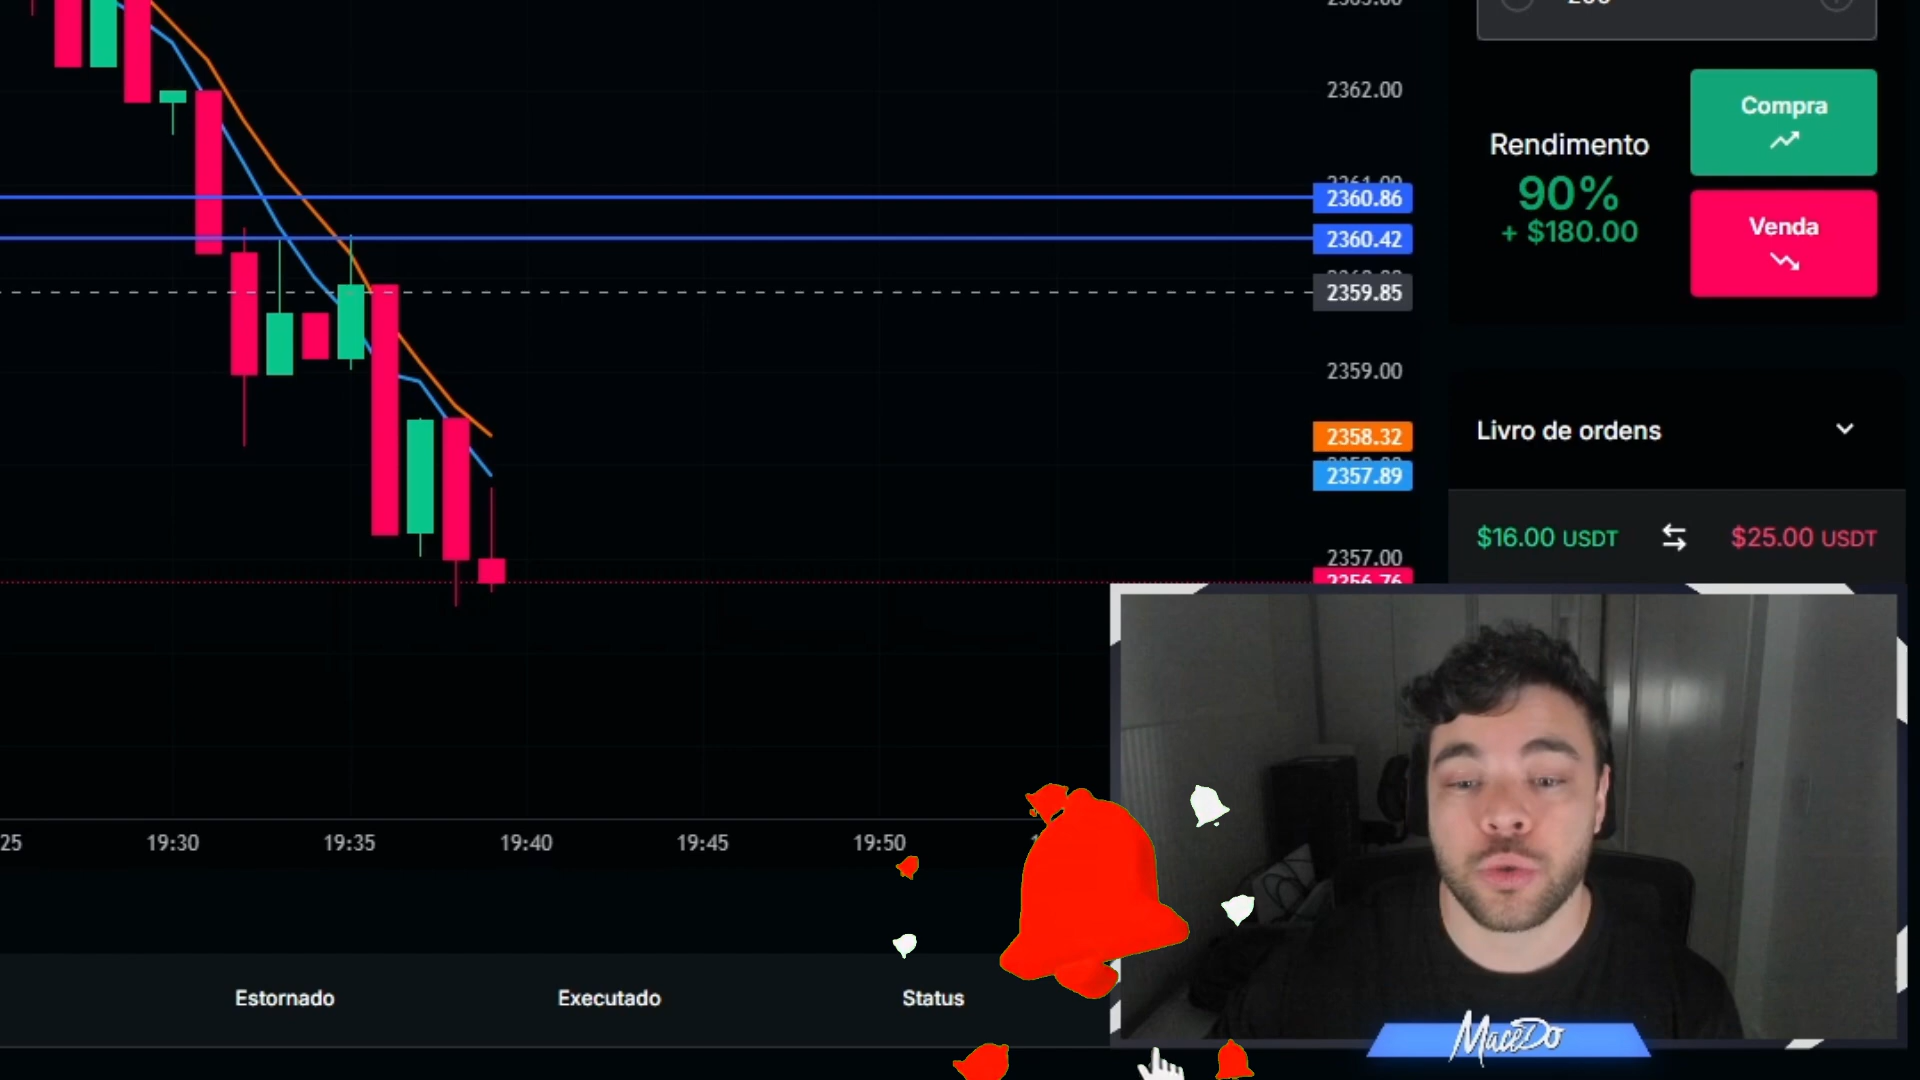 2362.00
2360.86
2360.42
2359.85
2359.00
2358.32
2357.89
2357.00
2356.76
25
19:30
19:35
19:40
19:45
19:50
Estornado
Executado
Status
Compra
Rendimento
90%
+ $180.00
Venda
Livro de ordens
$16.00 USDT
$25.00 USDT
MaceDo